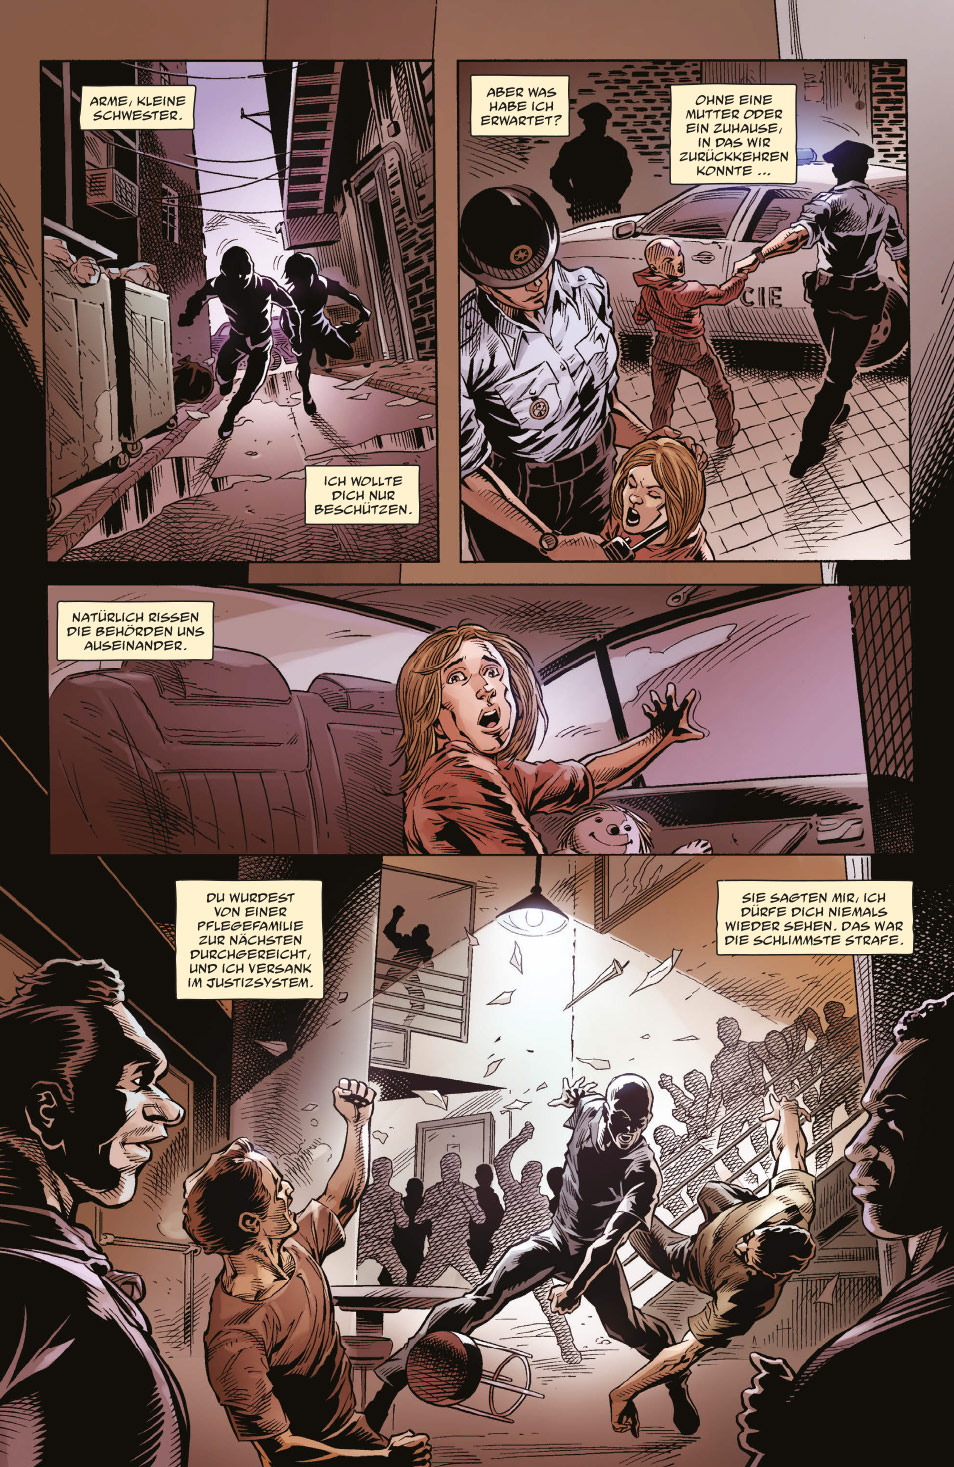 ARME, KLEINE
SCHWESTER.
ICH WOLLTE
DICH NUR
BESCHÜTZEN.
ABER WAS
HABE ICH
ERWARTET?
OHNE EINE
MUTTER ODER
EIN ZUHAUSE,
IN DAS WIR
ZURÜCKKEHREN
KONNTE ...
CIE
NATÜRLICH RISSEN
DIE BEHÖRDEN UNS
AUSEINANDER.
DU WURDEST
VON EINER
PFLEGEFAMILIE
ZUR NÄCHSTEN
DURCHGEREICHT,
UND ICH VERSANK
IM JUSTIZSYSTEM.
SIE SAGTEN MIR, ICH
DÜRFE DICH NIEMALS
WIEDER SEHEN. DAS WAR
DIE SCHLIMMSTE STRAFE.